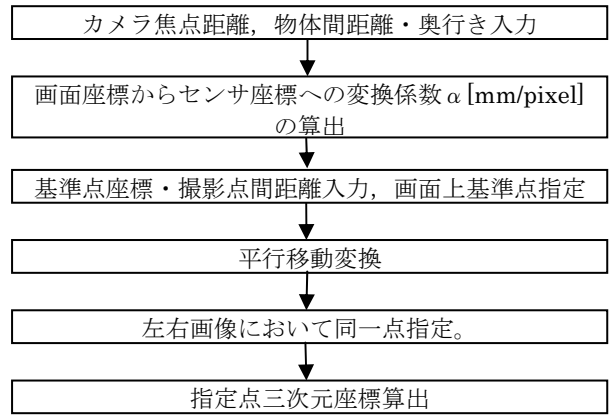 カメラ焦点距離，物体間距離・奥行き入力
画面座標からセンサ座標への変換係数α[mm/pixel]
の算出
基準点座標・撮影点間距離入力，画面上基準点指定
平行移動変換
左右画像において同一点指定。
指定点三次元座標算出